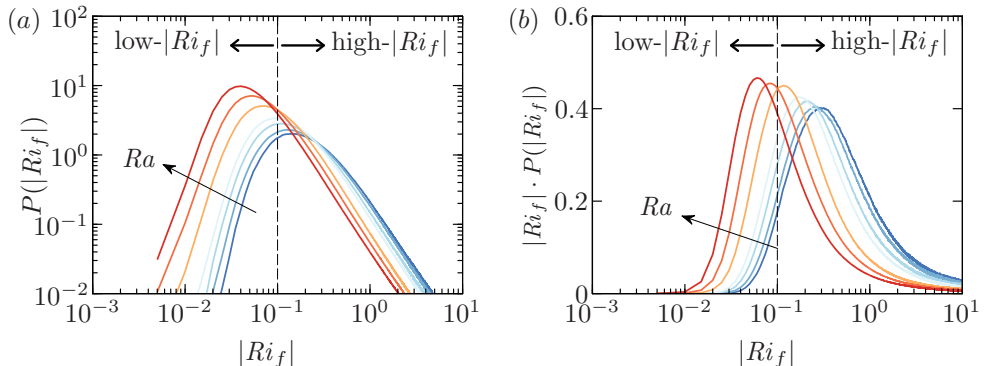 (a)
low-|Ri_f|
high-|Ri_f|
P(|Ri_f|)
10^2
10^1
10^0
10^{-1}
10^{-2}
Ra
10^{-3}
10^{-2}
10^{-1}
10^0
10^1
|Ri_f|
(b)
low-|Ri_f|
high-|Ri_f|
|Ri_f| · P(|Ri_f|)
0.6
0.4
0.2
0
Ra
10^{-3}
10^{-2}
10^{-1}
10^0
10^1
|Ri_f|